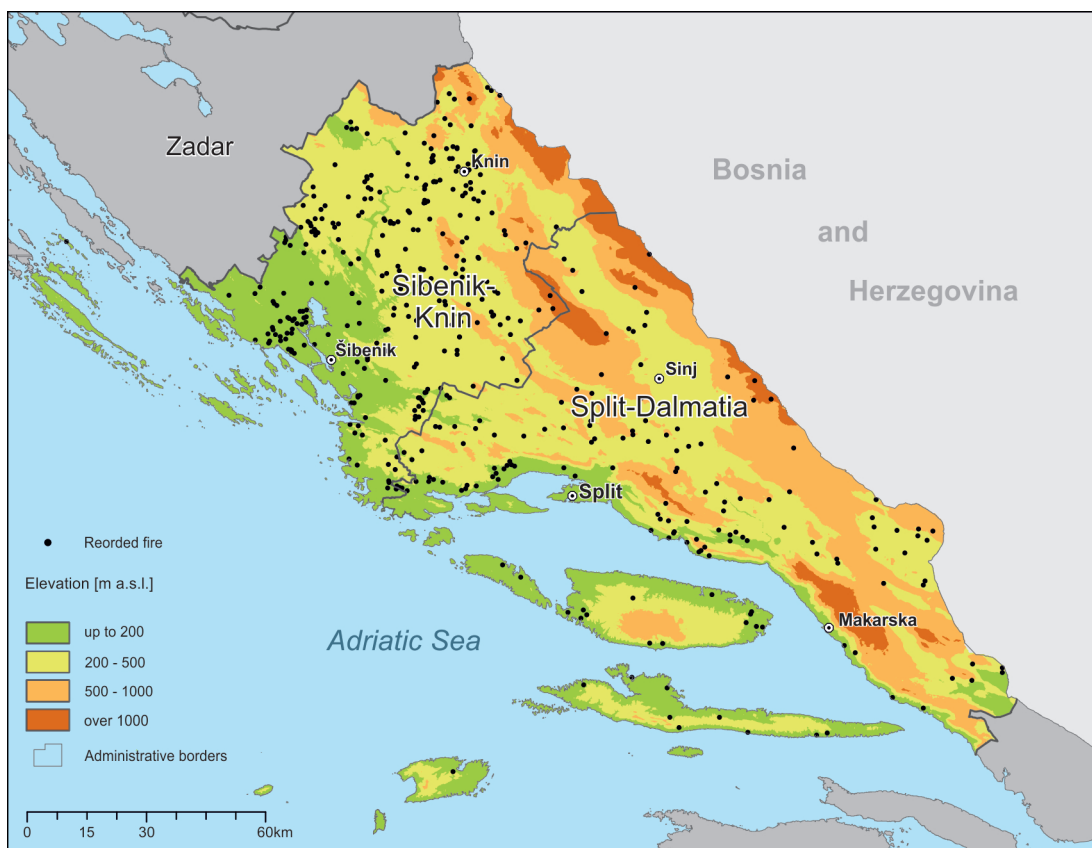 Zadar
Knin
Bosnia
and
Herzegovina
Šibenik-
Knin
Šibenik
Sinj
Split-Dalmatia
Split
Makarska
Adriatic Sea
Reorded fire
Elevation [m a.s.l.]
up to 200
200 - 500
500 - 1000
over 1000
Administrative borders
0 15 30 60km